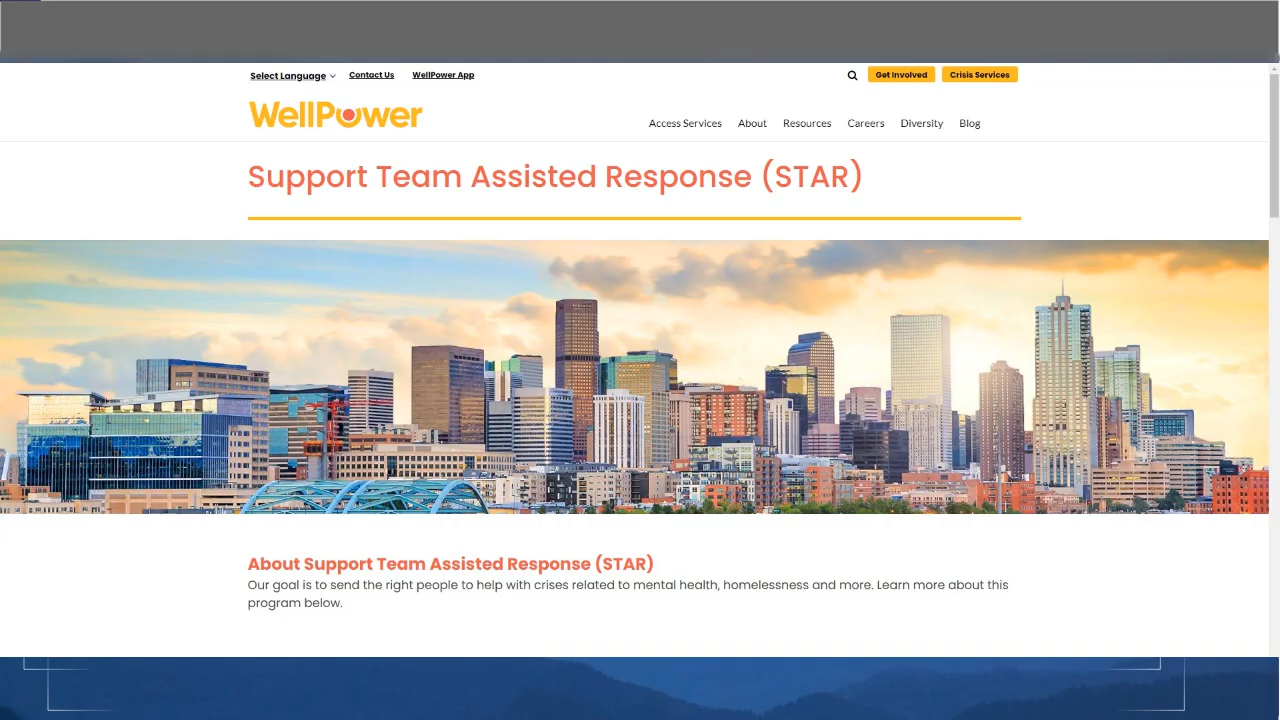 Select Language
Contact Us
WellPower App
Get Involved
Crisis Services
WellPower
Access Services
About
Resources
Careers
Diversity
Blog
Support Team Assisted Response (STAR)
About Support Team Assisted Response (STAR)
Our goal is to send the right people to help with crises related to mental health, homelessness and more. Learn more about this
program below.